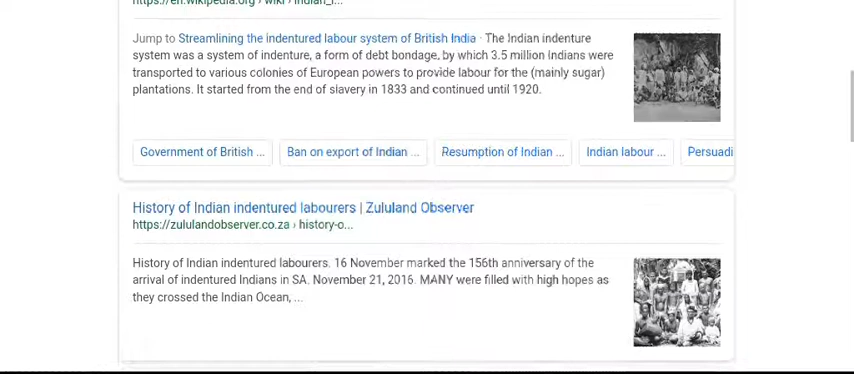 https://en.wikipedia.org › wiki › Indian_i...
Jump to Streamlining the indentured labour system of British India · The Indian indenture
system was a system of indenture, a form of debt bondage, by which 3.5 million Indians were
transported to various colonies of European powers to provide labour for the (mainly sugar)
plantations. It started from the end of slavery in 1833 and continued until 1920.
Government of British ... Ban on export of Indian ... Resumption of Indian ... Indian labour ... Persuadi
History of Indian indentured labourers | Zululand Observer
https://zululandobserver.co.za › history-o...
History of Indian indentured labourers. 16 November marked the 156th anniversary of the
arrival of indentured Indians in SA. November 21, 2016. MANY were filled with high hopes as
they crossed the Indian Ocean, ...